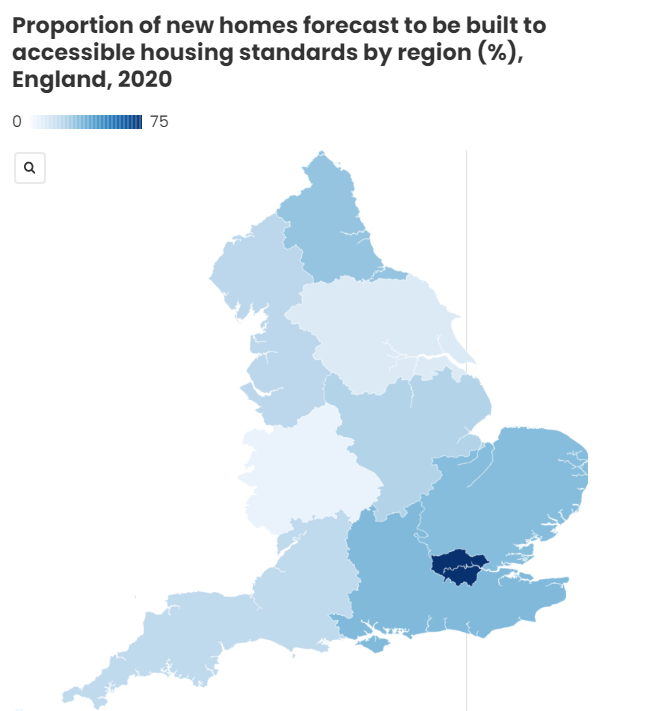 Proportion of new homes forecast to be built to
accessible housing standards by region (%),
England, 2020
0 75